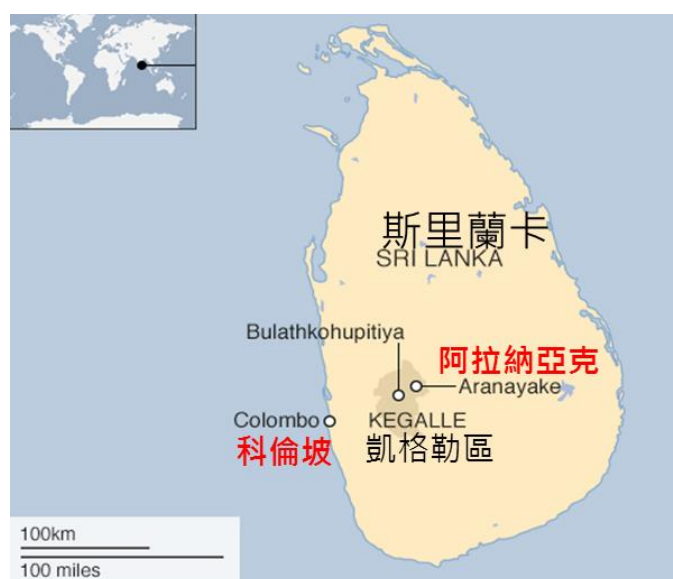 斯里蘭卡
SRI LANKA
Bulathkohupitiya
阿拉納亞克
Aranayake
Colombo
KEGALLE
科倫坡
凱格勒區
100km
100 miles